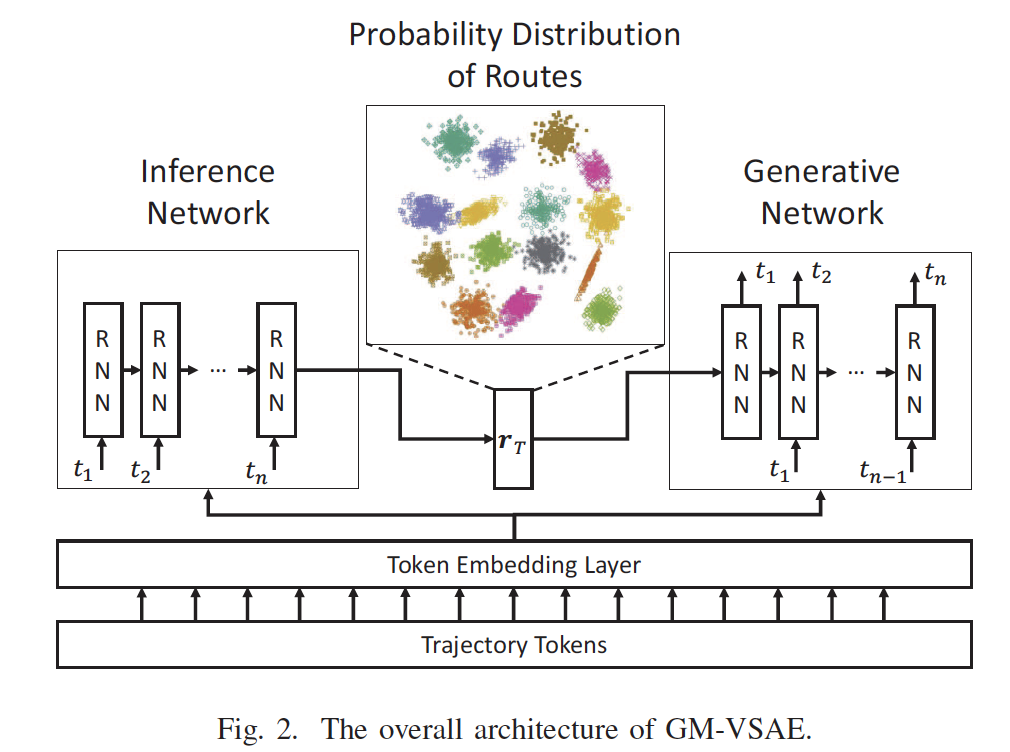 Probability Distribution
of Routes
Inference
Network
Generative
Network
t₁ t₂ tₙ
R R R
N N ... N
N N N
t₁ t₂ tₙ
r_T
R R R
N N ... N
N N N
t₁ tₙ₋₁
Token Embedding Layer
Trajectory Tokens
Fig. 2. The overall architecture of GM-VSAE.